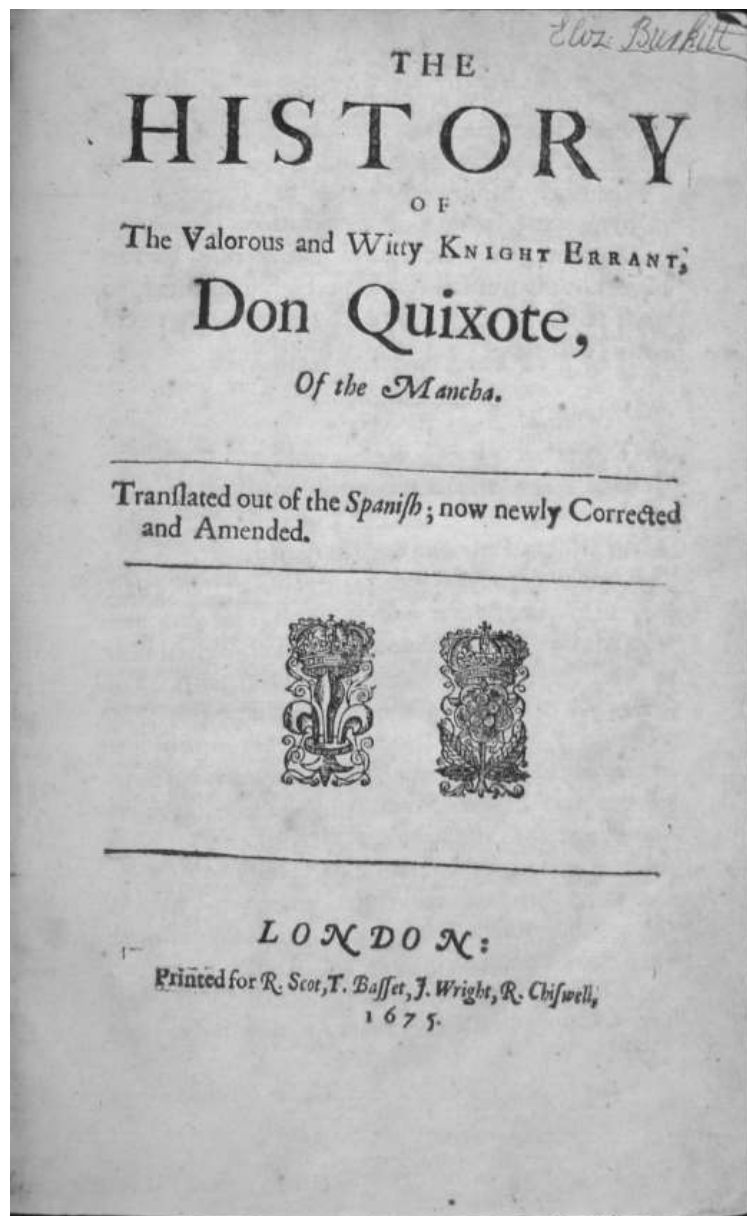 Eliz: Burkitt
THE
HISTORY
OF
The Valorous and Witty KNIGHT ERRANT,
Don Quixote,
Of the Mancha.
Tranſlated out of the Spaniſh; now newly Corrected
and Amended.
LONDON:
Printed for R. Scot, T. Baſſet, J. Wright, R. Chiſwell,
1675.